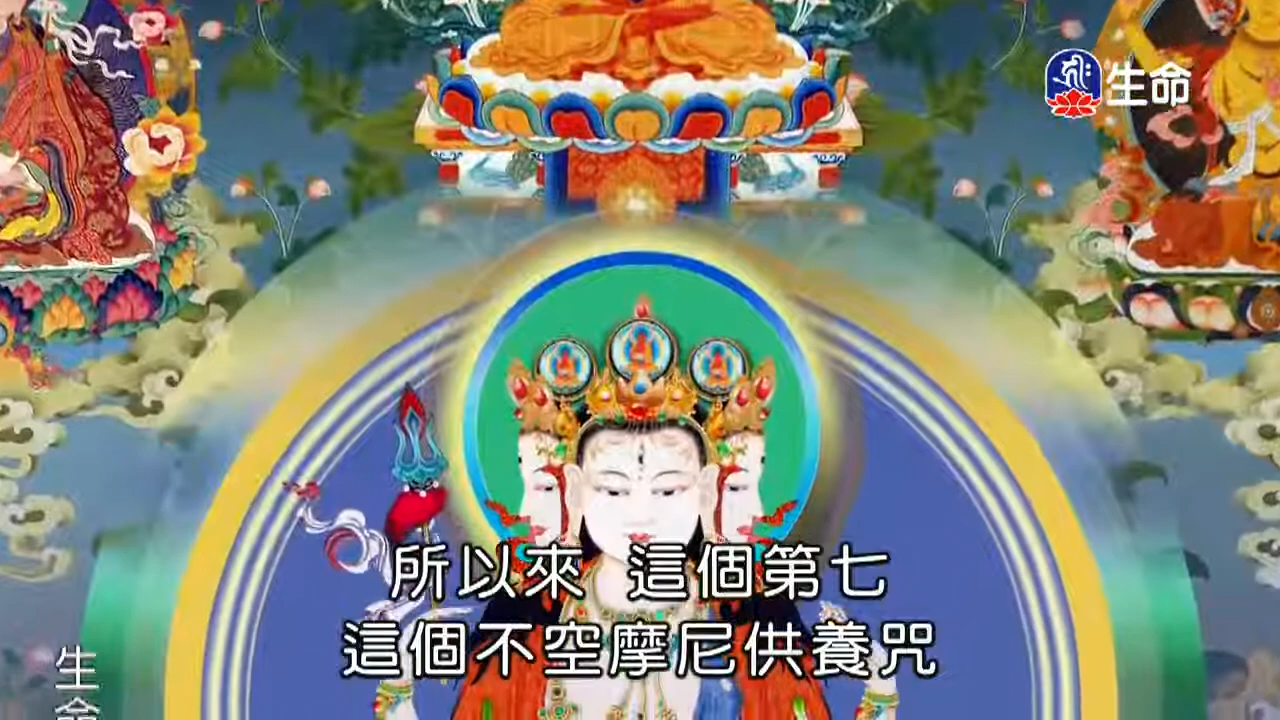 生命
所以來 這個第七
這個不空摩尼供養咒
生命